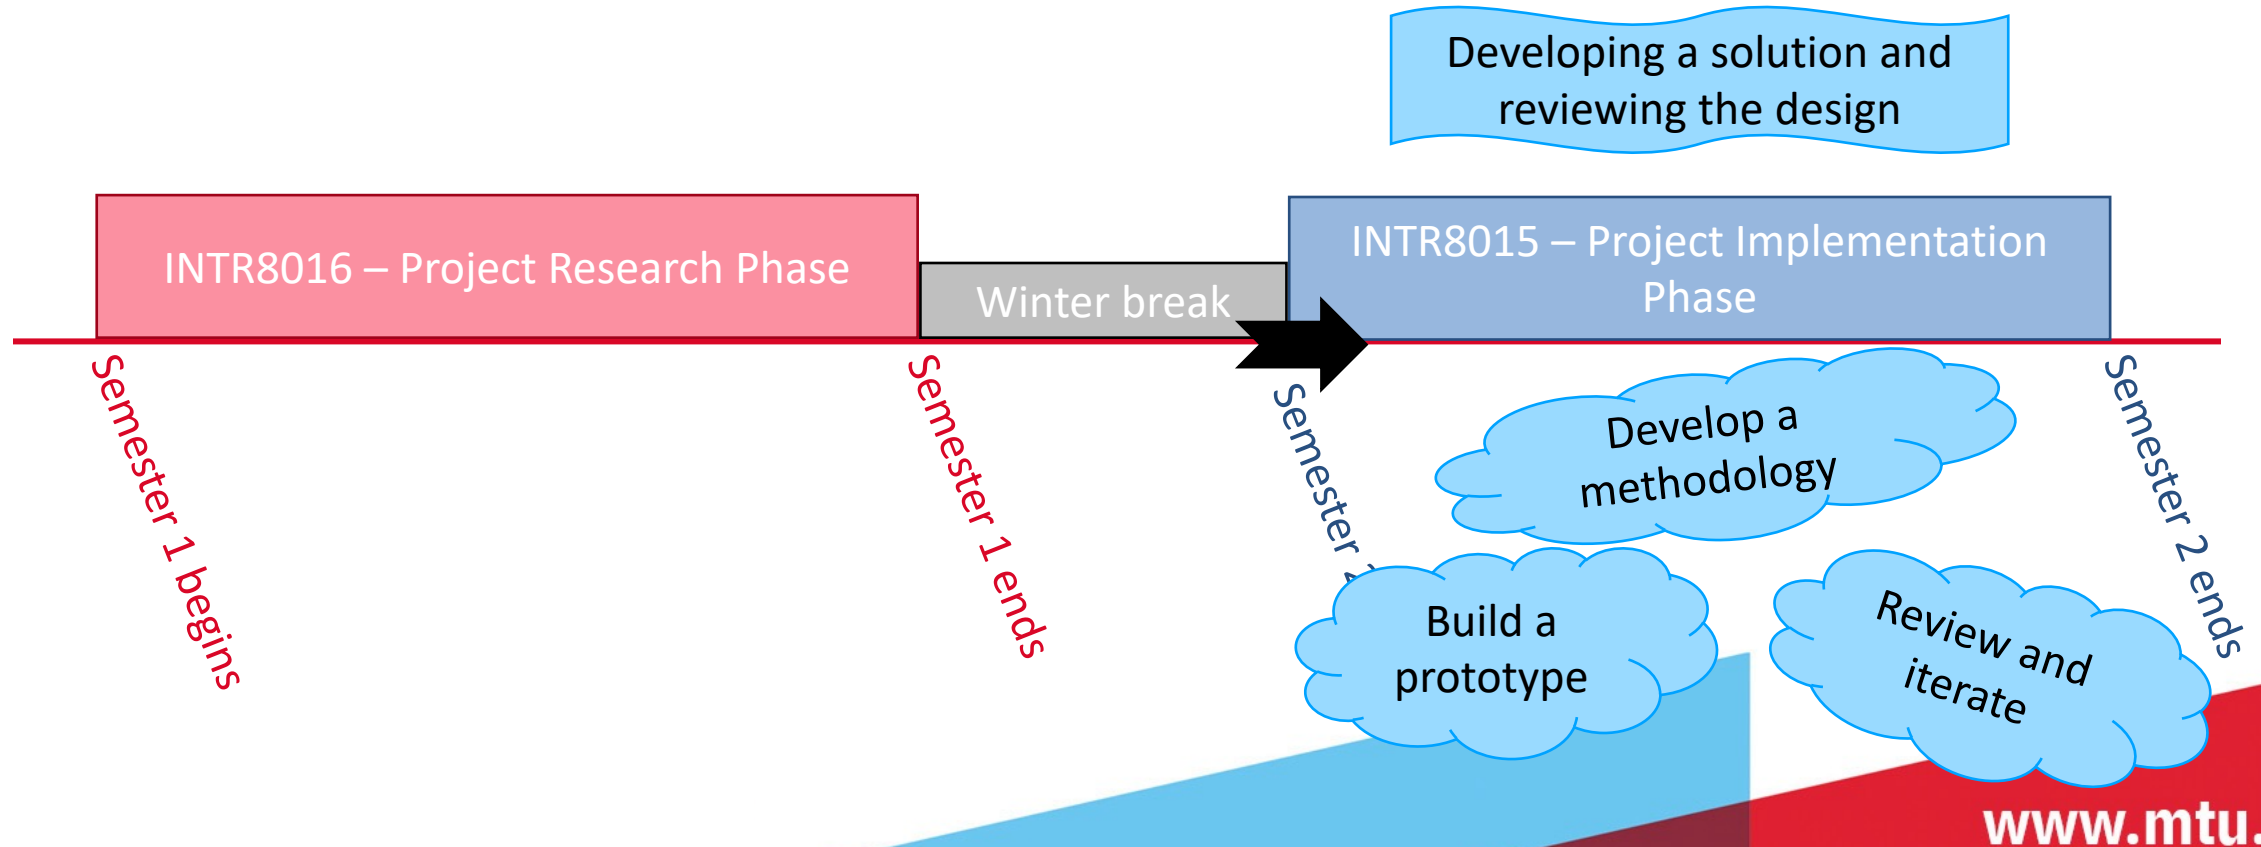 Developing a solution and
reviewing the design
INTR8016 – Project Research Phase
Winter break
INTR8015 – Project Implementation
Phase
Semester 1 begins
Semester 1 ends
Semester
Semester 2 ends
Develop a
methodology
Build a
prototype
Review and
iterate
www.mtu.